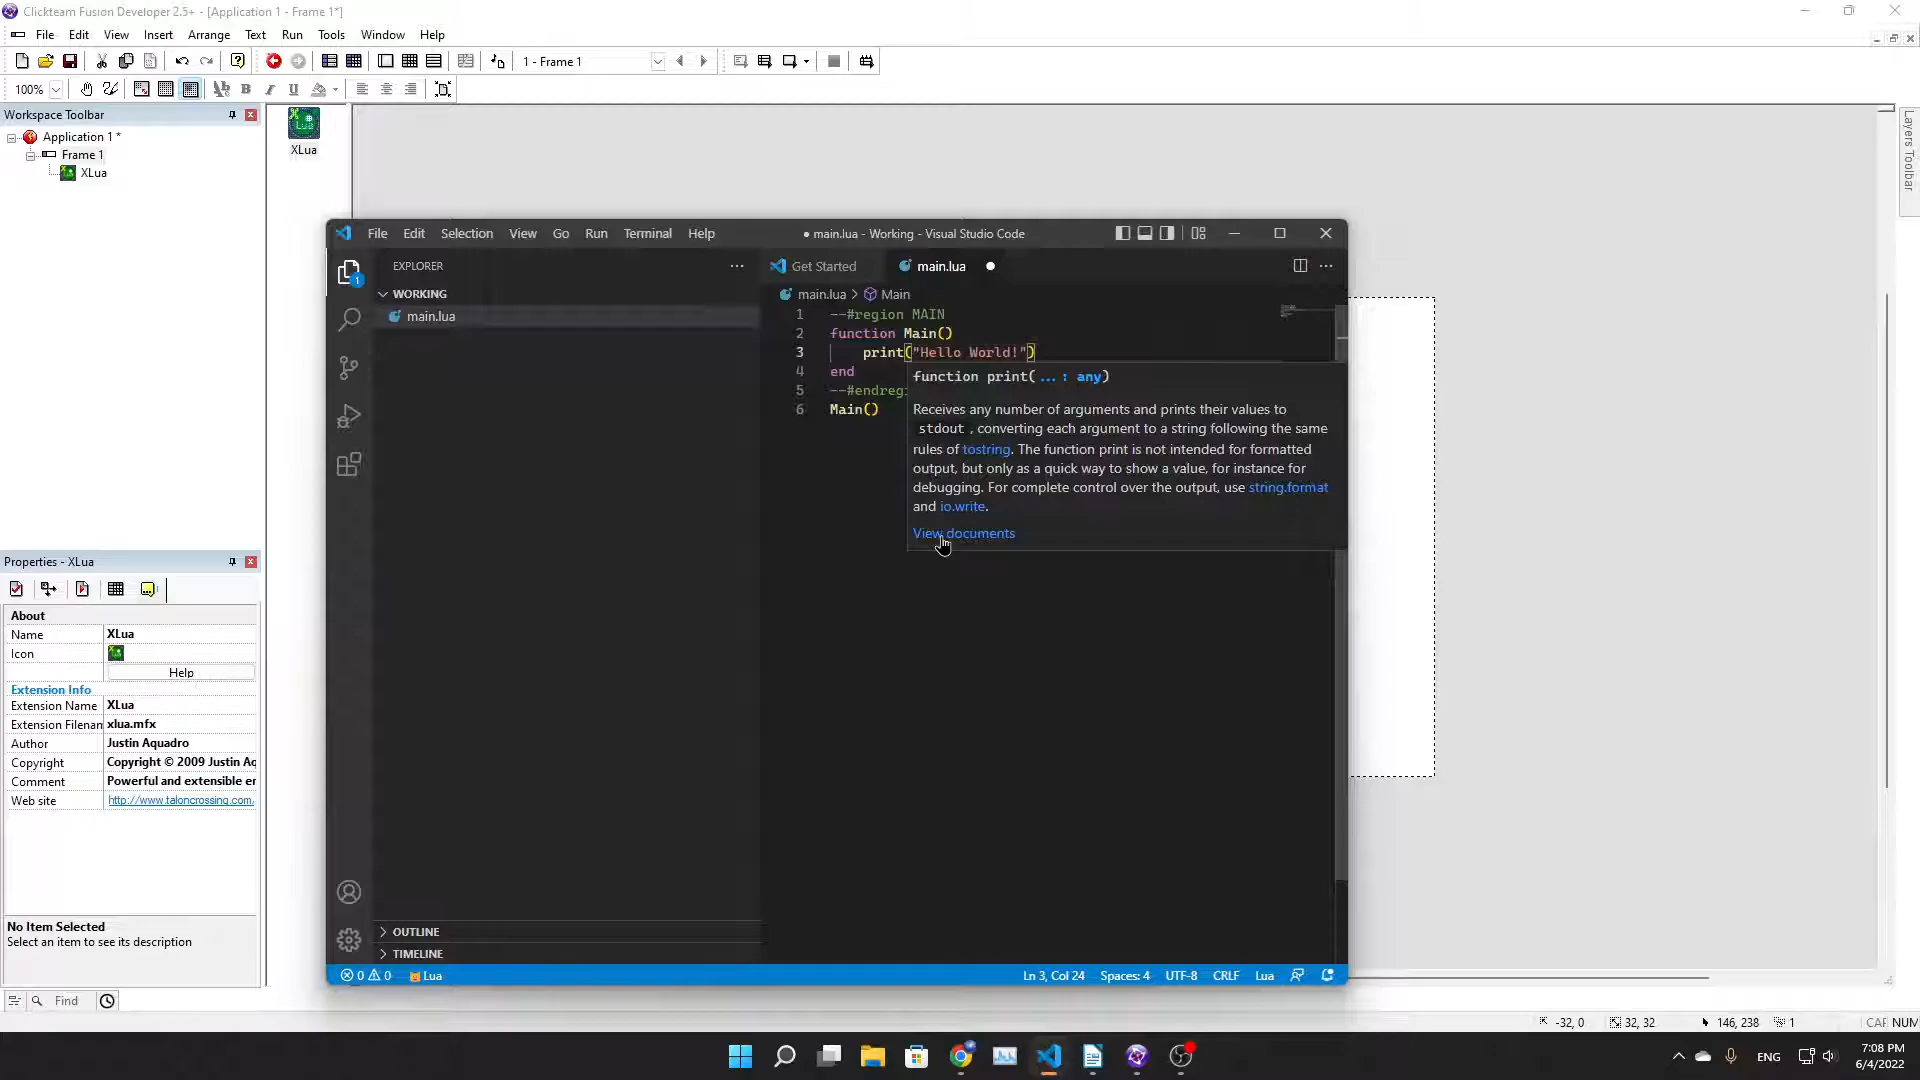 Clickteam Fusion Developer 2.5+ - [Application 1 - Frame 1*]
File Edit View Insert Arrange Text Run Tools Window Help
1 - Frame 1
100%
Workspace Toolbar
Application 1 *
Frame 1
XLua
XLua
Layers Toolbar
File Edit Selection View Go Run Terminal Help
● main.lua - Working - Visual Studio Code
EXPLORER
Get Started
main.lua
WORKING
main.lua
main.lua > Main
1 --#region MAIN
2 function Main()
3 print("Hello World!")
4 end
5 --#endreg
6 Main()
function print(...: any)
Receives any number of arguments and prints their values to
stdout , converting each argument to a string following the same
rules of tostring. The function print is not intended for formatted
output, but only as a quick way to show a value, for instance for
debugging. For complete control over the output, use string.format
and io.write.
View documents
1
OUTLINE
TIMELINE
0 0 Lua
Ln 3, Col 24 Spaces: 4 UTF-8 CRLF Lua
Properties - XLua
About
Name XLua
Icon
Help
Extension Info
Extension Name XLua
Extension Filenam xlua.mfx
Author Justin Aquadro
Copyright Copyright © 2009 Justin Aq
Comment Powerful and extensible er
Web site http://www.taloncrossing.com/
No Item Selected
Select an item to see its description
Find
-32, 0 32, 32 146, 238 1 CAF NUM
ENG
7:08 PM
6/4/2022